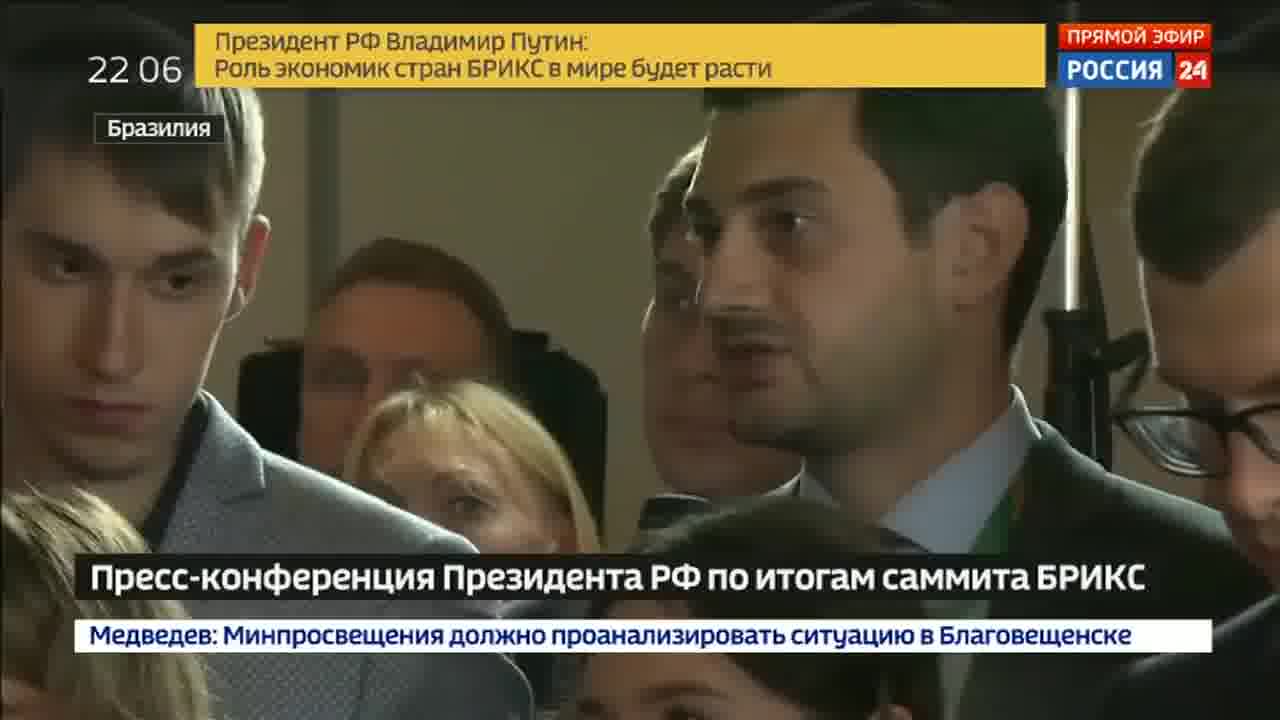 22 06
Президент РФ Владимир Путин:
Роль экономик стран БРИКС в мире будет расти
ПРЯМОЙ ЭФИР
РОССИЯ 24
Бразилия
Пресс-конференция Президента РФ по итогам саммита БРИКС
Медведев: Минпросвещения должно проанализировать ситуацию в Благовещенске